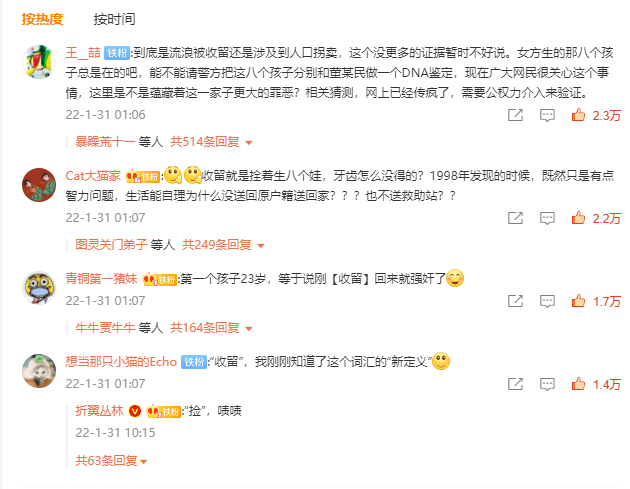 按热度 按时间
王__喆 铁粉:到底是流浪被收留还是涉及到人口拐卖，这个没更多的证据暂时不好说。女方生的那八个孩
子总是在的吧，能不能请警方把这八个孩子分别和董某民做一个DNA鉴定，现在广大网民很关心这个事
情，这里是不是蕴藏着这一家子更大的罪恶？相关猜测，网上已经传疯了，需要公权力介入来验证。
22-1-31 01:06 2.3万
暴躁荒十一 等人 共514条回复
Cat大猫家 铁粉:收留就是拴着生八个娃，牙齿怎么没得的？1998年发现的时候，既然只是有点
智力问题，生活能自理为什么没送回原户籍送回家？？？也不送救助站？？
22-1-31 01:07 2.2万
图灵关门弟子 等人 共249条回复
青铜第一猪妹 铁粉:第一个孩子23岁，等于说刚【收留】回来就强奸了
22-1-31 01:07 1.7万
牛牛贾牛牛 等人 共164条回复
想当那只小猫的Echo 铁粉:“收留”，我刚刚知道了这个词汇的“新定义”
22-1-31 01:07 1.4万
折翼丛林 铁粉:“捡”，啧啧
22-1-31 10:15
共63条回复